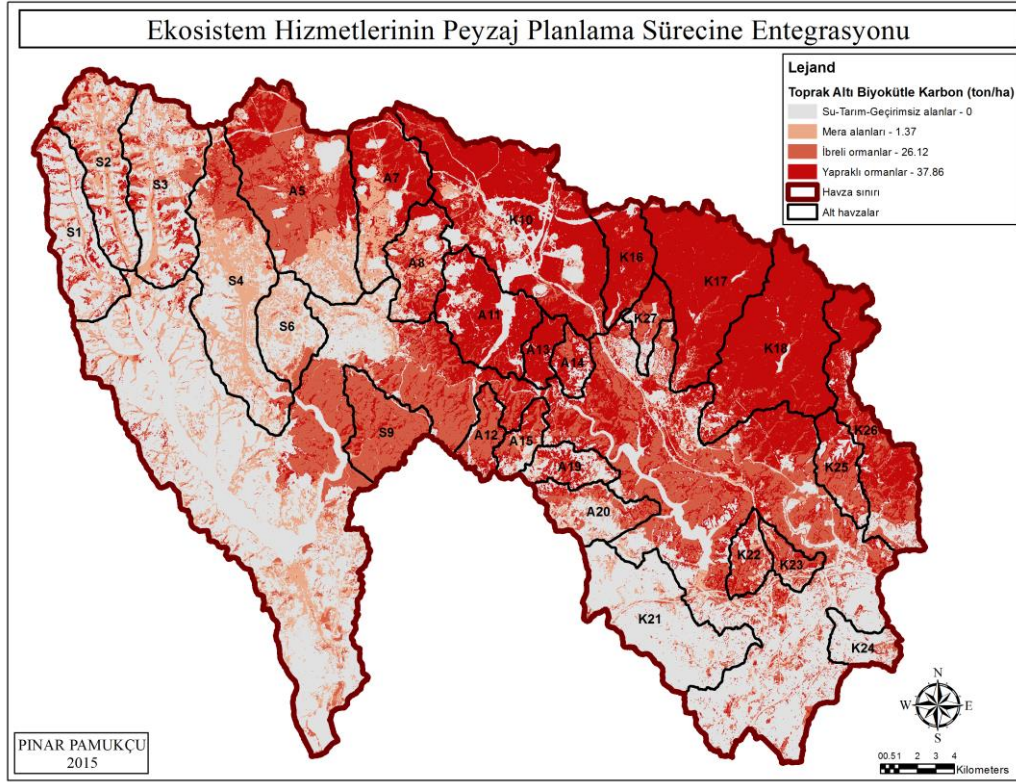 Ekosistem Hizmetlerinin Peyzaj Planlama Sürecine Entegrasyonu
Lejand
Toprak Altı Biyokütle Karbon (ton/ha)
Su-Tarım-Geçirimsiz alanlar - 0
Mera alanları - 1.37
İbreli ormanlar - 26.12
Yapraklı ormanlar - 37.86
Havza sınırı
Alt havzalar
S2
S3
A5
A7
S1
K10
K16
A8
K17
S4
A11
K27
S6
A13
A14
K18
S9
A12
A15
K26
A19
K25
A20
K22
K23
K21
K24
N
W E
S
PINAR PAMUKÇU
2015
0 0.5 1 2 3 4
Kilometers